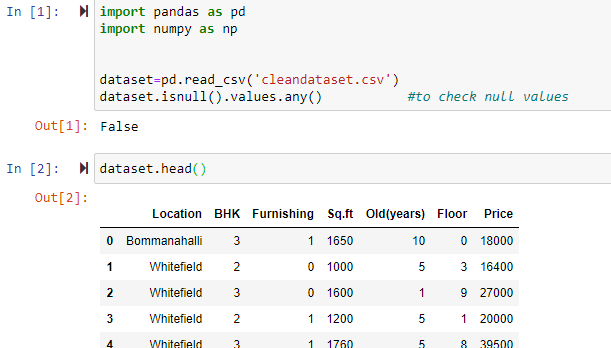 In [1]:
import pandas as pd
import numpy as np
dataset=pd.read_csv('cleandataset.csv')
dataset.isnull().values.any() #to check null values
Out[1]: False
In [2]: dataset.head()
Out[2]:
Location BHK Furnishing Sq.ft Old(years) Floor Price
0 Bommanahalli 3 1 1650 10 0 18000
1 Whitefield 2 0 1000 5 3 16400
2 Whitefield 3 0 1600 1 9 27000
3 Whitefield 2 1 1200 5 1 20000
4 Whitefield 3 1 1760 5 8 39500